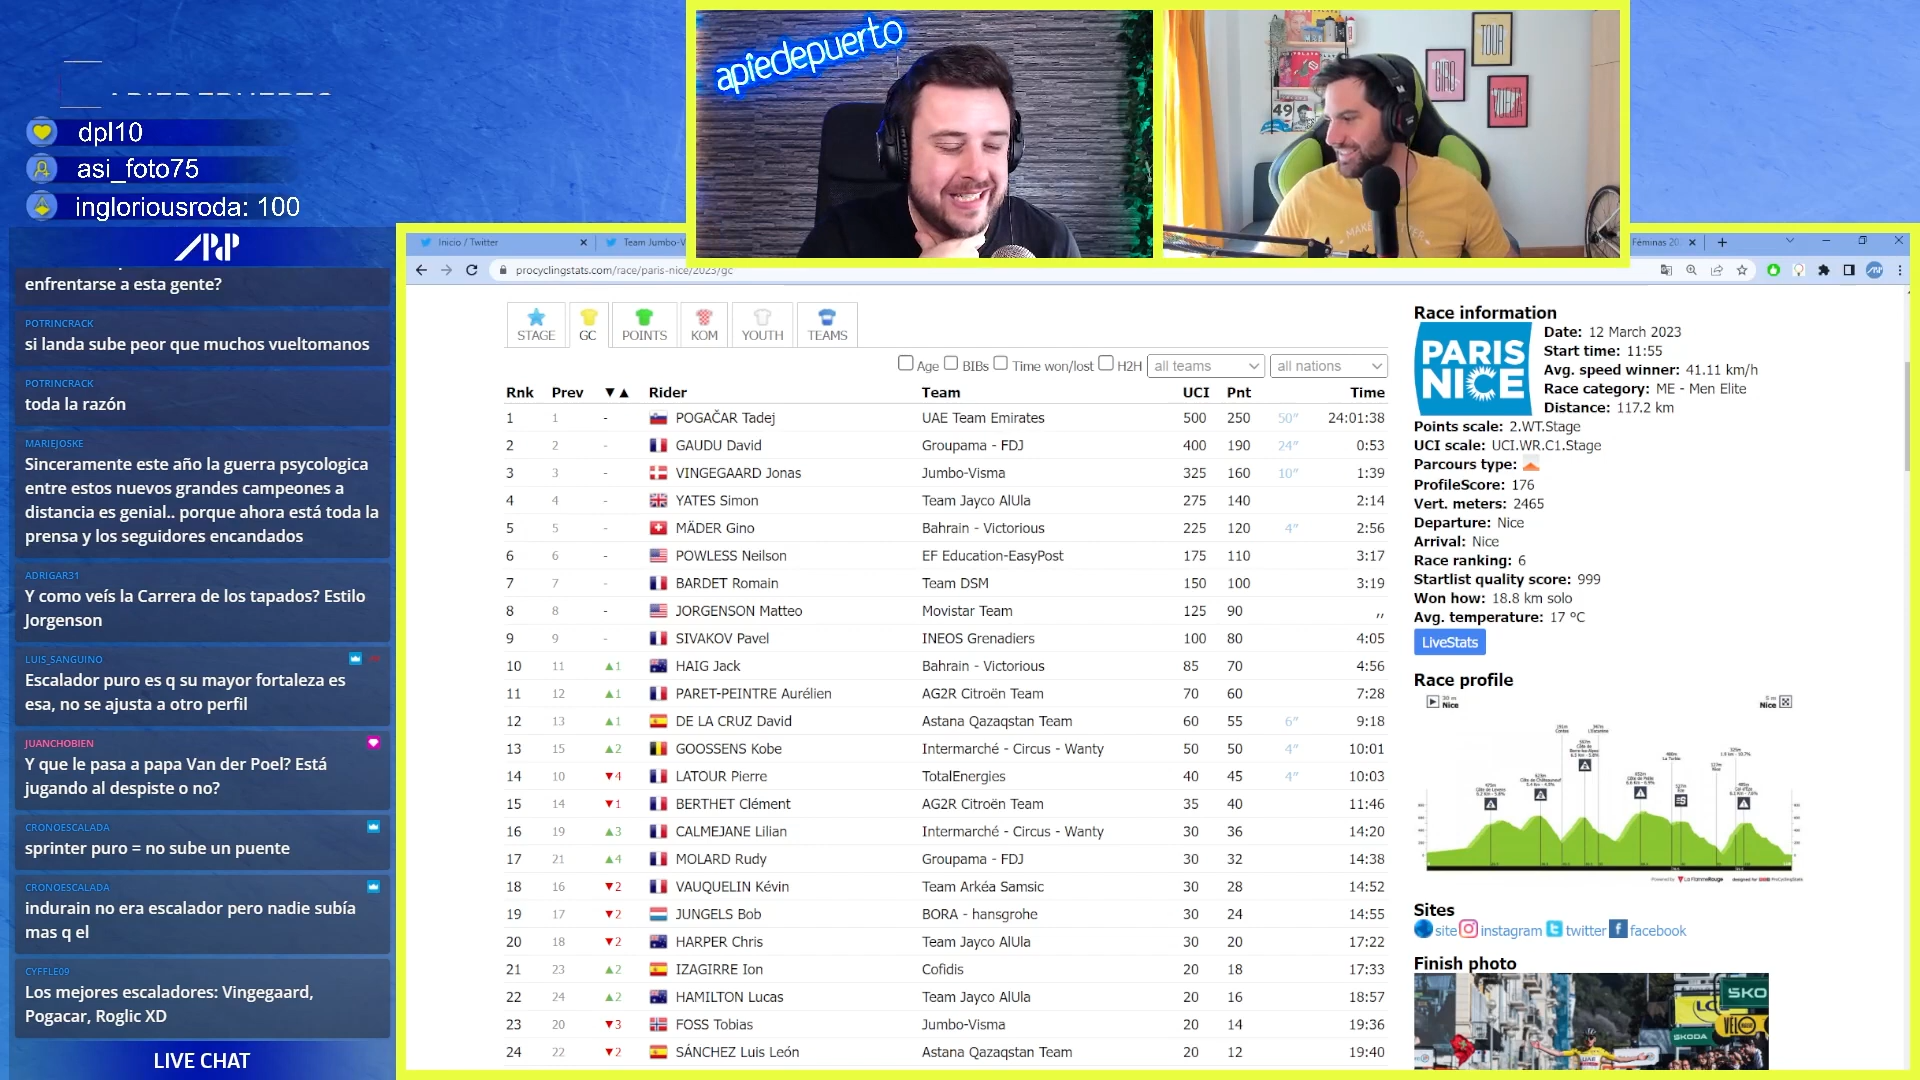 dpl10
asi_foto75
ingloriousroda: 100
enfrentarse a esta gente?
POTRINCRACK
si landa sube peor que muchos vueltomanos
POTRINCRACK
toda la razón
MARIEJOSKE
Sinceramente este año la guerra psycologica
entre estos nuevos grandes campeones a
distancia es genial.. porque ahora está toda la
prensa y los seguidores encandados
ADRIGAR31
Y como veís la Carrera de los tapados? Estilo
Jorgenson
LUIS_SANGUINO
Escalador puro es q su mayor fortaleza es
esa, no se ajusta a otro perfil
JUANCHOBIEN
Y que le pasa a papa Van der Poel? Está
jugando al despiste o no?
CRONOESCALADA
sprinter puro = no sube un puente
CRONOESCALADA
indurain no era escalador pero nadie subía
mas q el
CYFFLE09
Los mejores escaladores: Vingegaard,
Pogacar, Roglic XD
LIVE CHAT
apiedepuerto
TOUR
GIRO
VUELTA
49
Inicio / Twitter
Team Jumbo-V
Féminas 20
procyclingstats.com/race/paris-nice/2023/gc
STAGE GC POINTS KOM YOUTH TEAMS
Age BIBs Time won/lost H2H all teams all nations
Rnk Prev ▼▲ Rider Team UCI Pnt Time
1 1 - POGAČAR Tadej UAE Team Emirates 500 250 50″ 24:01:38
2 2 - GAUDU David Groupama - FDJ 400 190 24″ 0:53
3 3 - VINGEGAARD Jonas Jumbo-Visma 325 160 10″ 1:39
4 4 - YATES Simon Team Jayco AlUla 275 140 2:14
5 5 - MÄDER Gino Bahrain - Victorious 225 120 4″ 2:56
6 6 - POWLESS Neilson EF Education-EasyPost 175 110 3:17
7 7 - BARDET Romain Team DSM 150 100 3:19
8 8 - JORGENSON Matteo Movistar Team 125 90 ,,
9 9 - SIVAKOV Pavel INEOS Grenadiers 100 80 4:05
10 11 ▲1 HAIG Jack Bahrain - Victorious 85 70 4:56
11 12 ▲1 PARET-PEINTRE Aurélien AG2R Citroën Team 70 60 7:28
12 13 ▲1 DE LA CRUZ David Astana Qazaqstan Team 60 55 6″ 9:18
13 15 ▲2 GOOSSENS Kobe Intermarché - Circus - Wanty 50 50 4″ 10:01
14 10 ▼4 LATOUR Pierre TotalEnergies 40 45 4″ 10:03
15 14 ▼1 BERTHET Clément AG2R Citroën Team 35 40 11:46
16 19 ▲3 CALMEJANE Lilian Intermarché - Circus - Wanty 30 36 14:20
17 21 ▲4 MOLARD Rudy Groupama - FDJ 30 32 14:38
18 16 ▼2 VAUQUELIN Kévin Team Arkéa Samsic 30 28 14:52
19 17 ▼2 JUNGELS Bob BORA - hansgrohe 30 24 14:55
20 18 ▼2 HARPER Chris Team Jayco AlUla 30 20 17:22
21 23 ▲2 IZAGIRRE Ion Cofidis 20 18 17:33
22 24 ▲2 HAMILTON Lucas Team Jayco AlUla 20 16 18:57
23 20 ▼3 FOSS Tobias Jumbo-Visma 20 14 19:36
24 22 ▼2 SÁNCHEZ Luis León Astana Qazaqstan Team 20 12 19:40
Race information
PARIS
NICE
Date: 12 March 2023
Start time: 11:55
Avg. speed winner: 41.11 km/h
Race category: ME - Men Elite
Distance: 117.2 km
Points scale: 2.WT.Stage
UCI scale: UCI.WR.C1.Stage
Parcours type:
ProfileScore: 176
Vert. meters: 2465
Departure: Nice
Arrival: Nice
Race ranking: 6
Startlist quality score: 999
Won how: 18.8 km solo
Avg. temperature: 17 ºC
LiveStats
Race profile
Nice
Nice
Sites
site instagram twitter facebook
Finish photo
SKO
SKODA
VELO